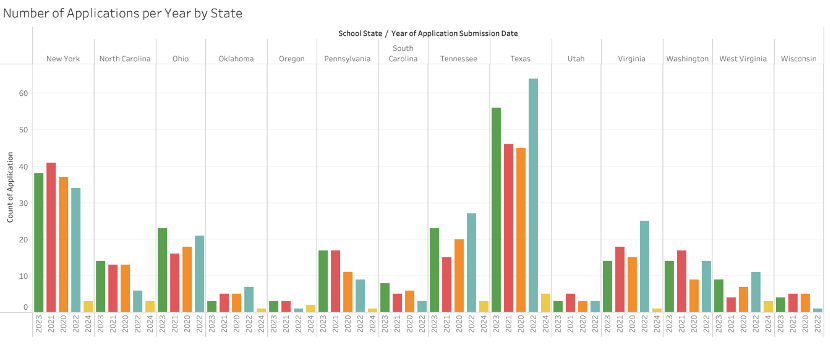 Number of Applications per Year by State
School State / Year of Application Submission Date
New York North Carolina Ohio Oklahoma Oregon Pennsylvania South Carolina Tennessee Texas Utah Virginia Washington West Virginia Wisconsin
Count of Application
60
50
40
30
20
10
0
2023 2021 2020 2022 2024 2023 2021 2020 2022 2024 2023 2021 2020 2022 2023 2021 2020 2022 2024 2023 2021 2022 2024 2023 2021 2020 2022 2024 2023 2021 2020 2022 2023 2021 2020 2022 2024 2023 2021 2020 2022 2024 2023 2021 2020 2022 2023 2021 2020 2022 2024 2023 2021 2020 2022 2023 2021 2020 2022 2024 2023 2021 2020 2022